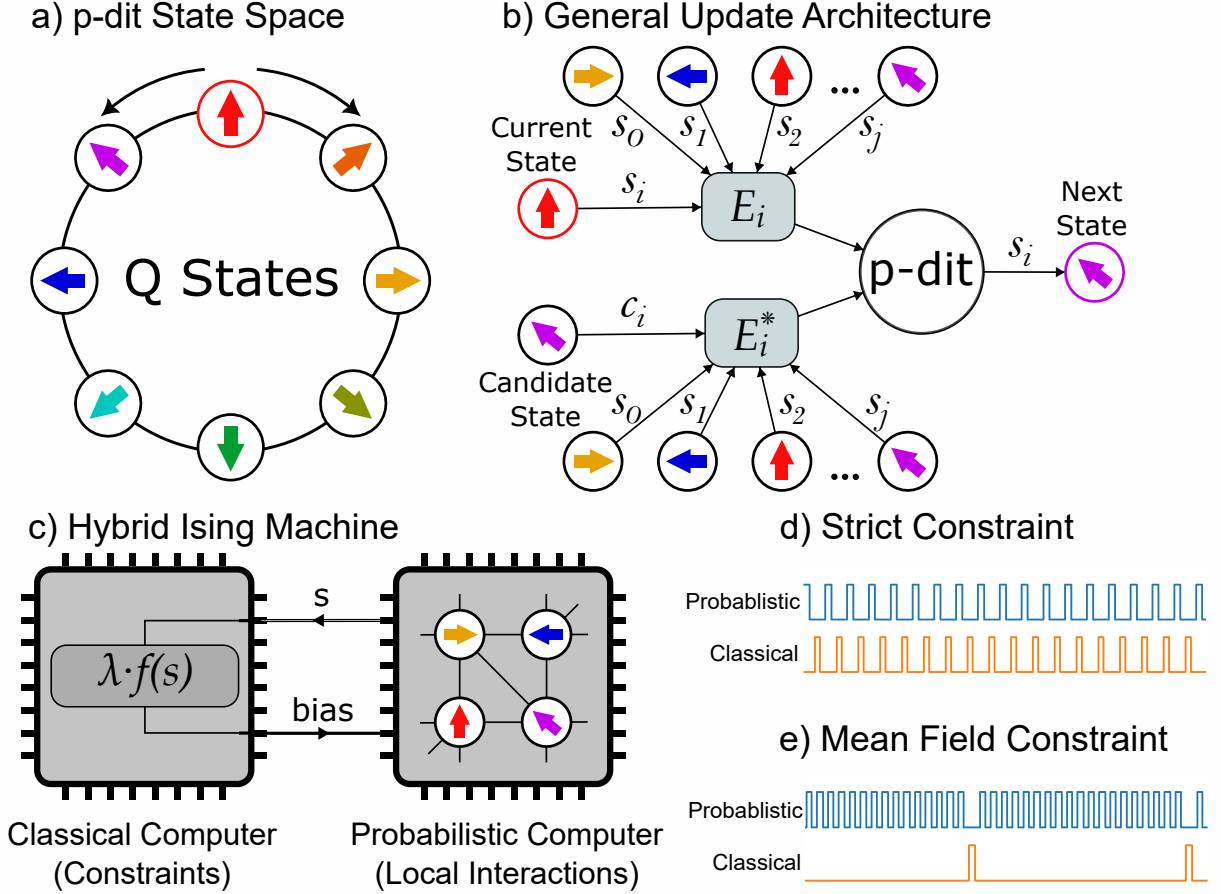 a) p-dit State Space
Q States
b) General Update Architecture
...
s0 s1 s2 sj
Current
State
si
Ei
Next
State
p-dit
si
ci
Ei*
Candidate
State
s0 s1 s2 sj
...
c) Hybrid Ising Machine
s
λ·f(s)
bias
Classical Computer
(Constraints)
Probabilistic Computer
(Local Interactions)
d) Strict Constraint
Probablistic
Classical
e) Mean Field Constraint
Probablistic
Classical